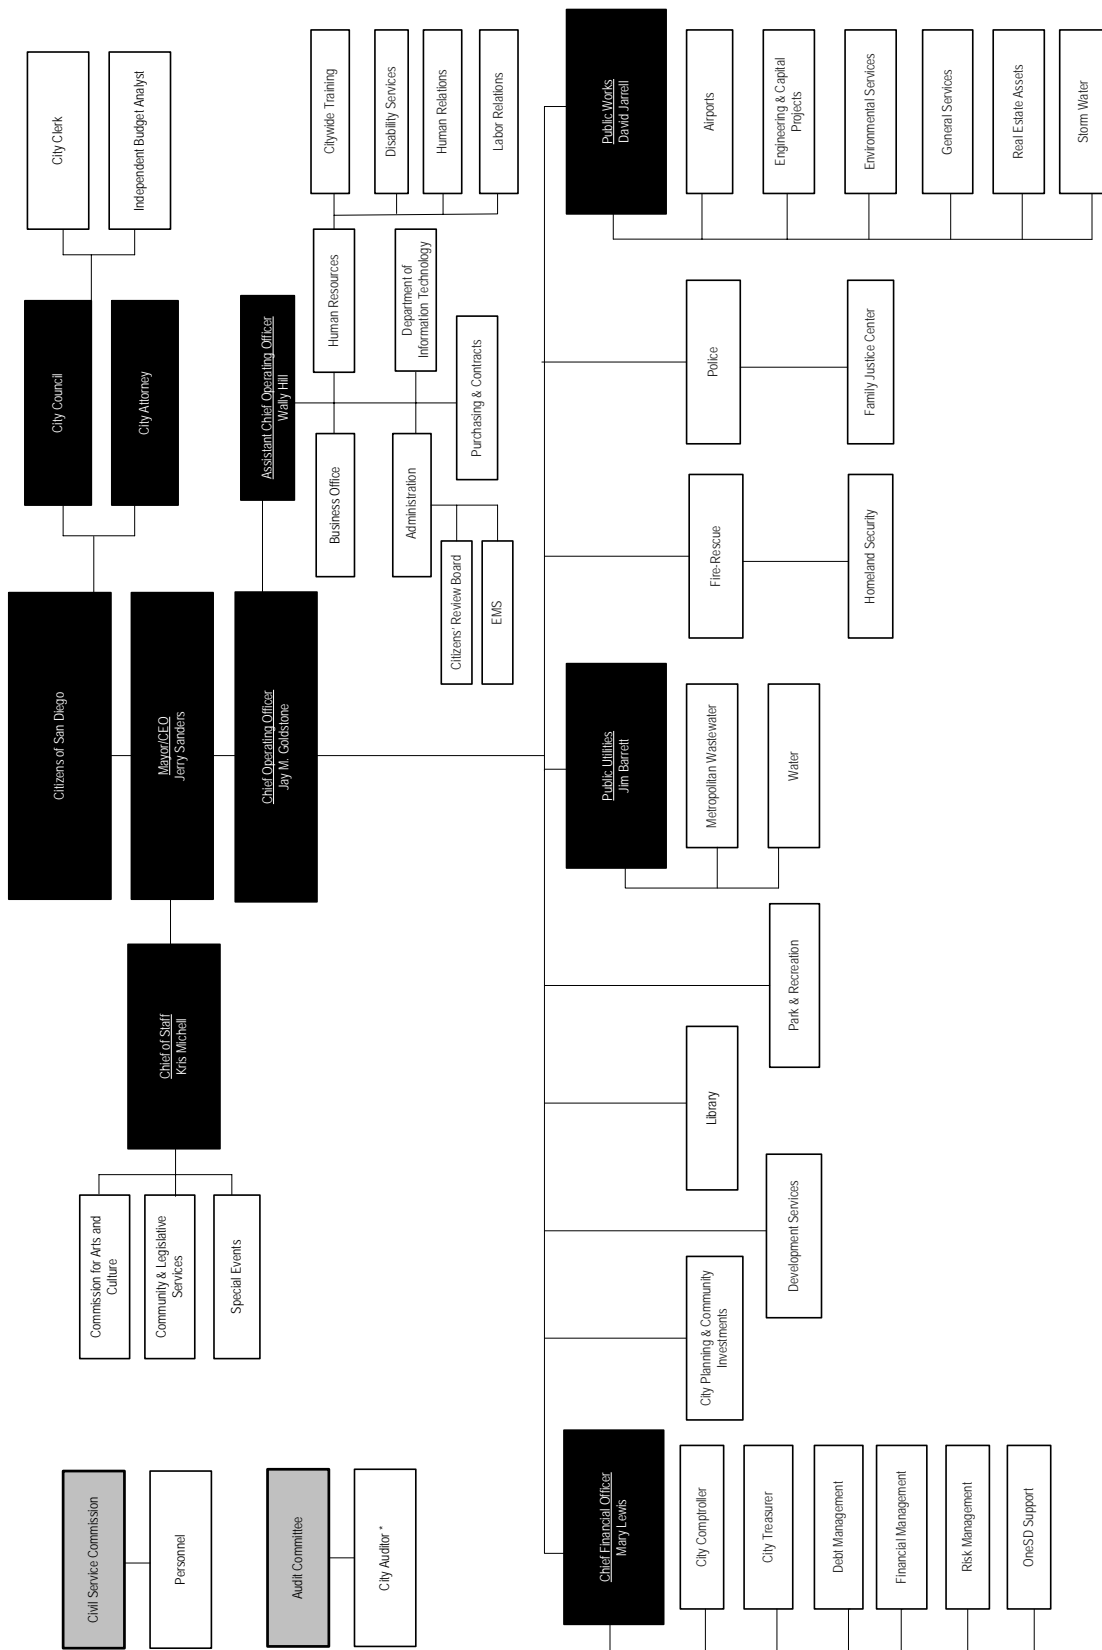 Citizens of San Diego
City Council
City Attorney
City Clerk
Independent Budget Analyst
Mayor/CEO
Jerry Sanders
Chief of Staff
Kris Michell
Commission for Arts and
Culture
Community & Legislative
Services
Special Events
Civil Service Commission
Personnel
Audit Committee
City Auditor *
Chief Operating Officer
Jay M. Goldstone
Assistant Chief Operating Officer
Wally Hill
Business Office
Human Resources
Citywide Training
Disability Services
Human Relations
Labor Relations
Administration
Department of
Information Technology
Citizens' Review Board
EMS
Purchasing & Contracts
Chief Financial Officer
Mary Lewis
City Comptroller
City Treasurer
Debt Management
Financial Management
Risk Management
OneSD Support
City Planning & Community
Investments
Development Services
Library
Park & Recreation
Public Utilities
Jim Barrett
Metropolitan Wastewater
Water
Fire-Rescue
Homeland Security
Police
Family Justice Center
Public Works
David Jarrell
Airports
Engineering & Capital
Projects
Environmental Services
General Services
Real Estate Assets
Storm Water